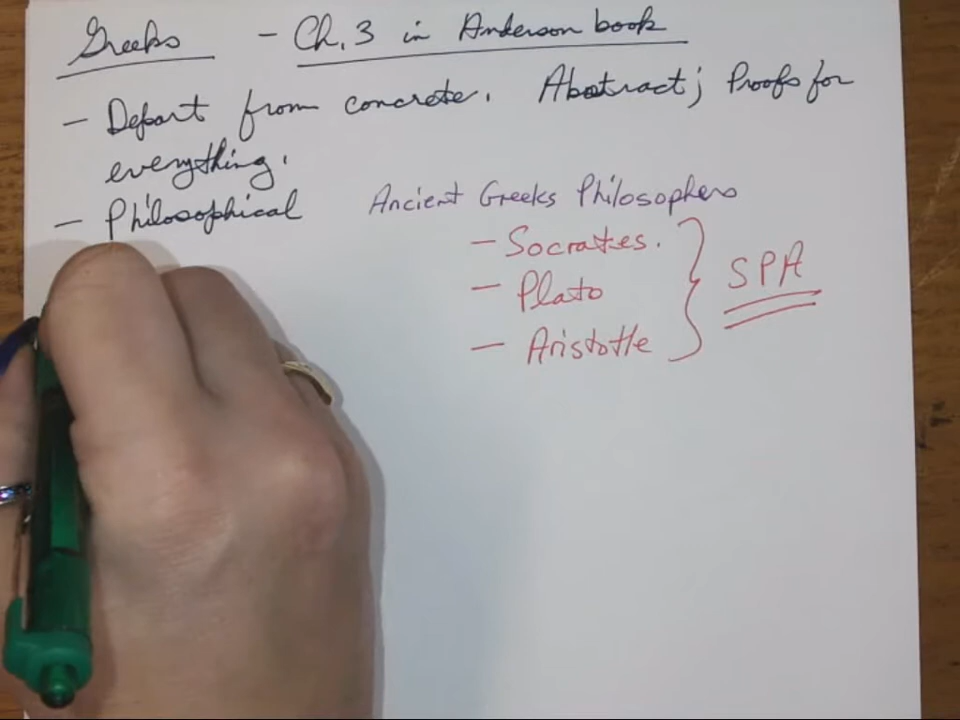 Greeks - Ch. 3 in Anderson book
- Depart from concrete. Abstract; Proofs for
everything.
- Philosophical
Ancient Greeks Philosophers
- Socrates.
- Plato
- Aristotle
SPA